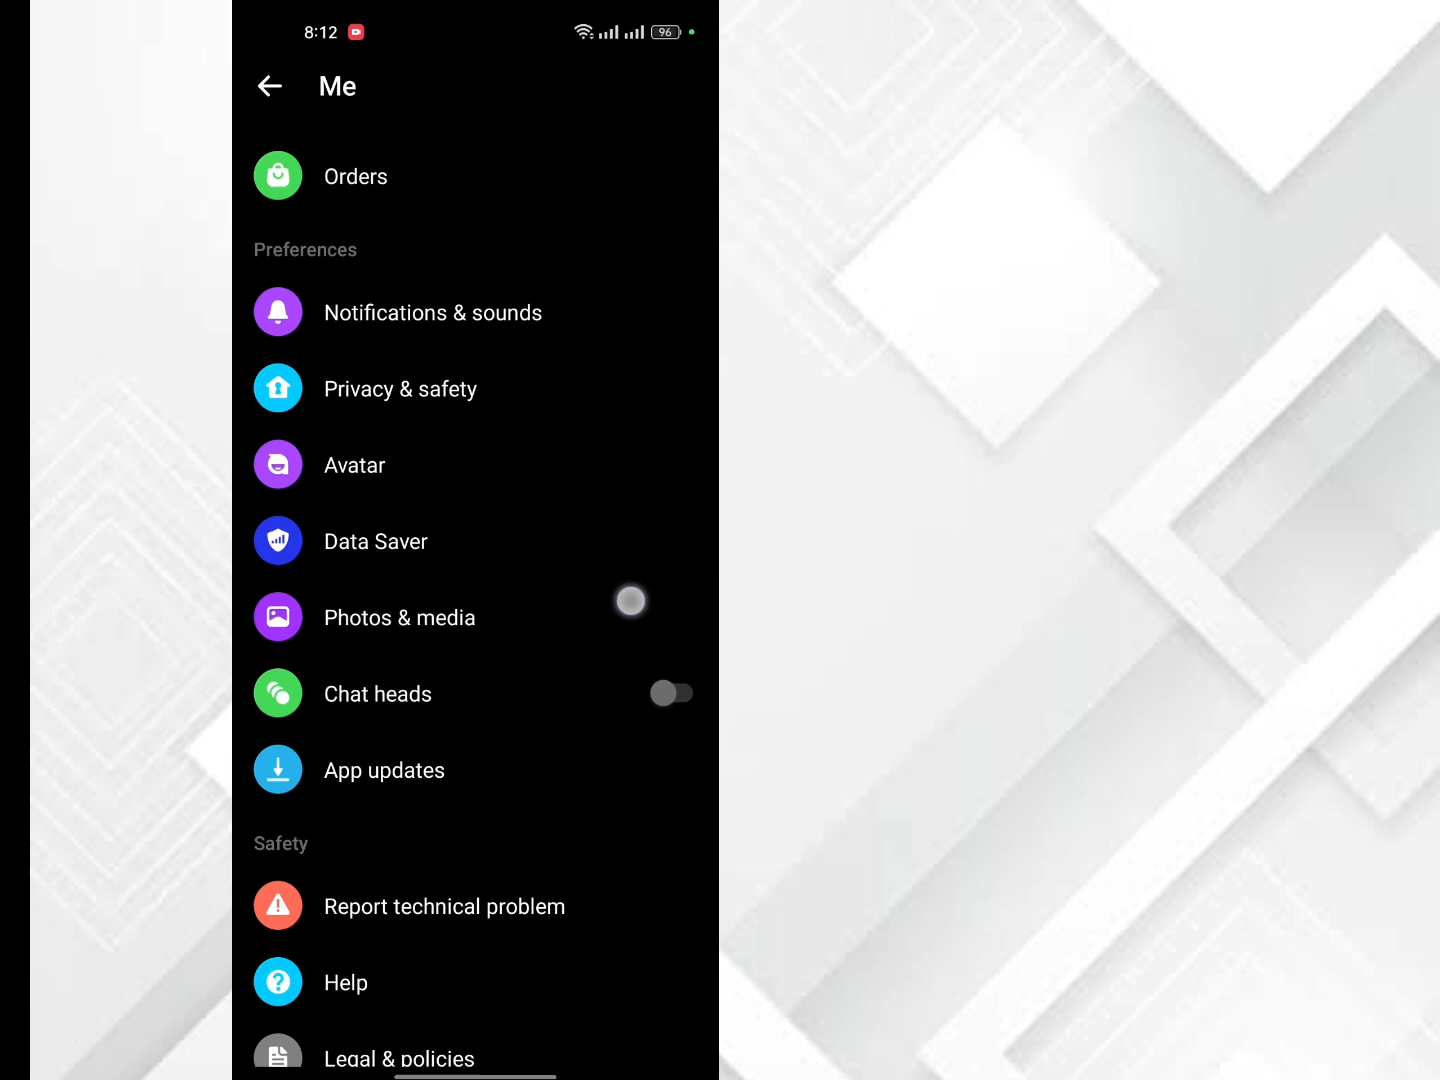 8:12
96
Me
Orders
Preferences
Notifications & sounds
Privacy & safety
Avatar
Data Saver
Photos & media
Chat heads
App updates
Safety
Report technical problem
Help
Legal & policies